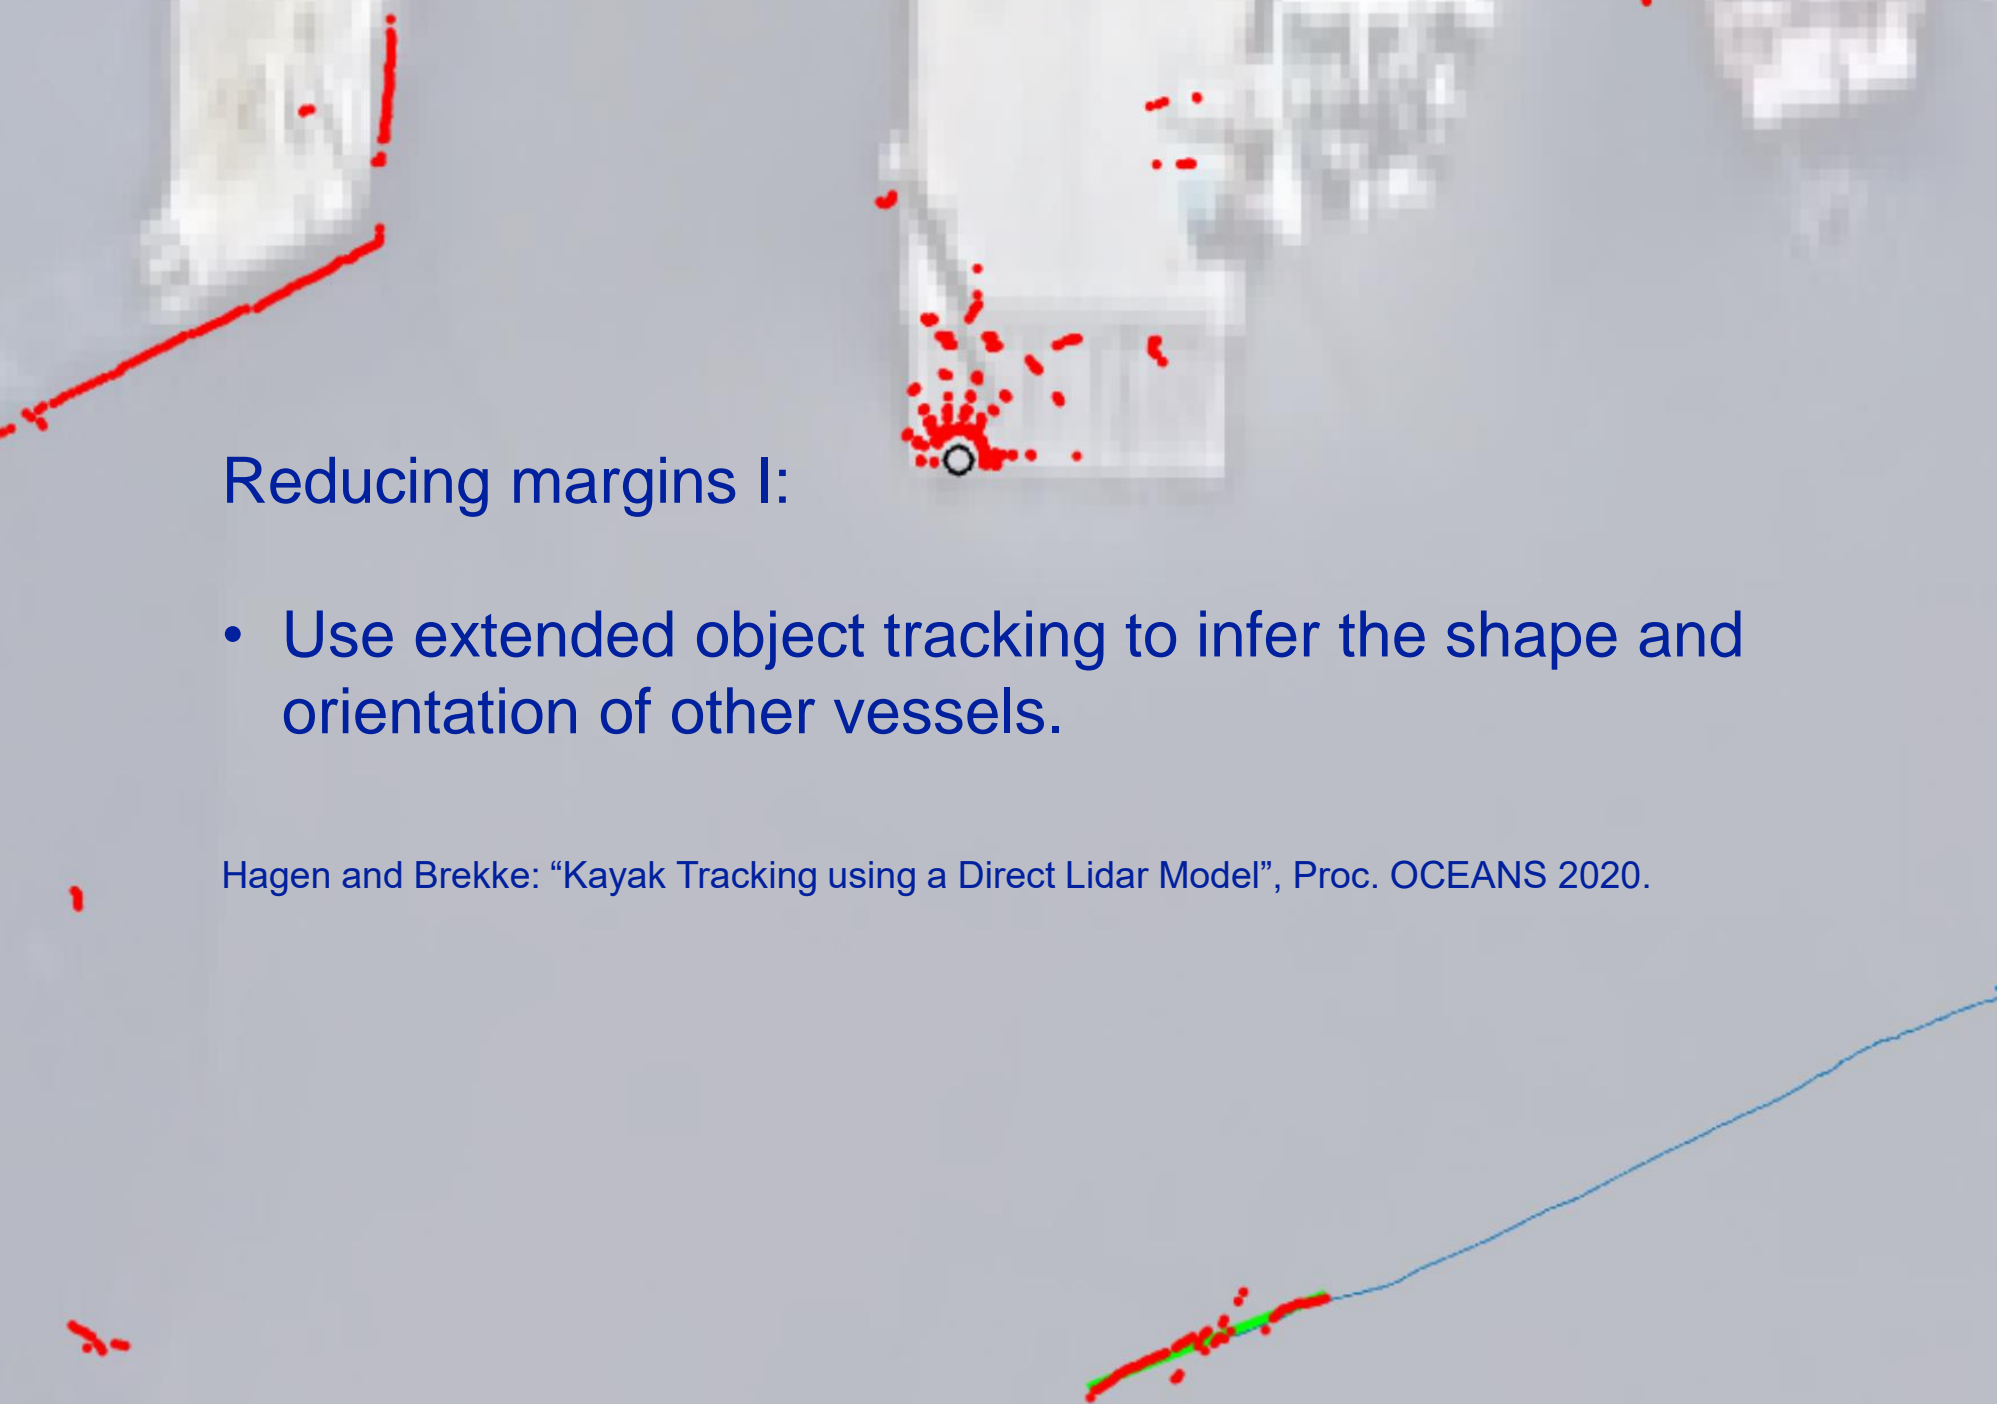 Reducing margins I:
• Use extended object tracking to infer the shape and
orientation of other vessels.
Hagen and Brekke: “Kayak Tracking using a Direct Lidar Model”, Proc. OCEANS 2020.